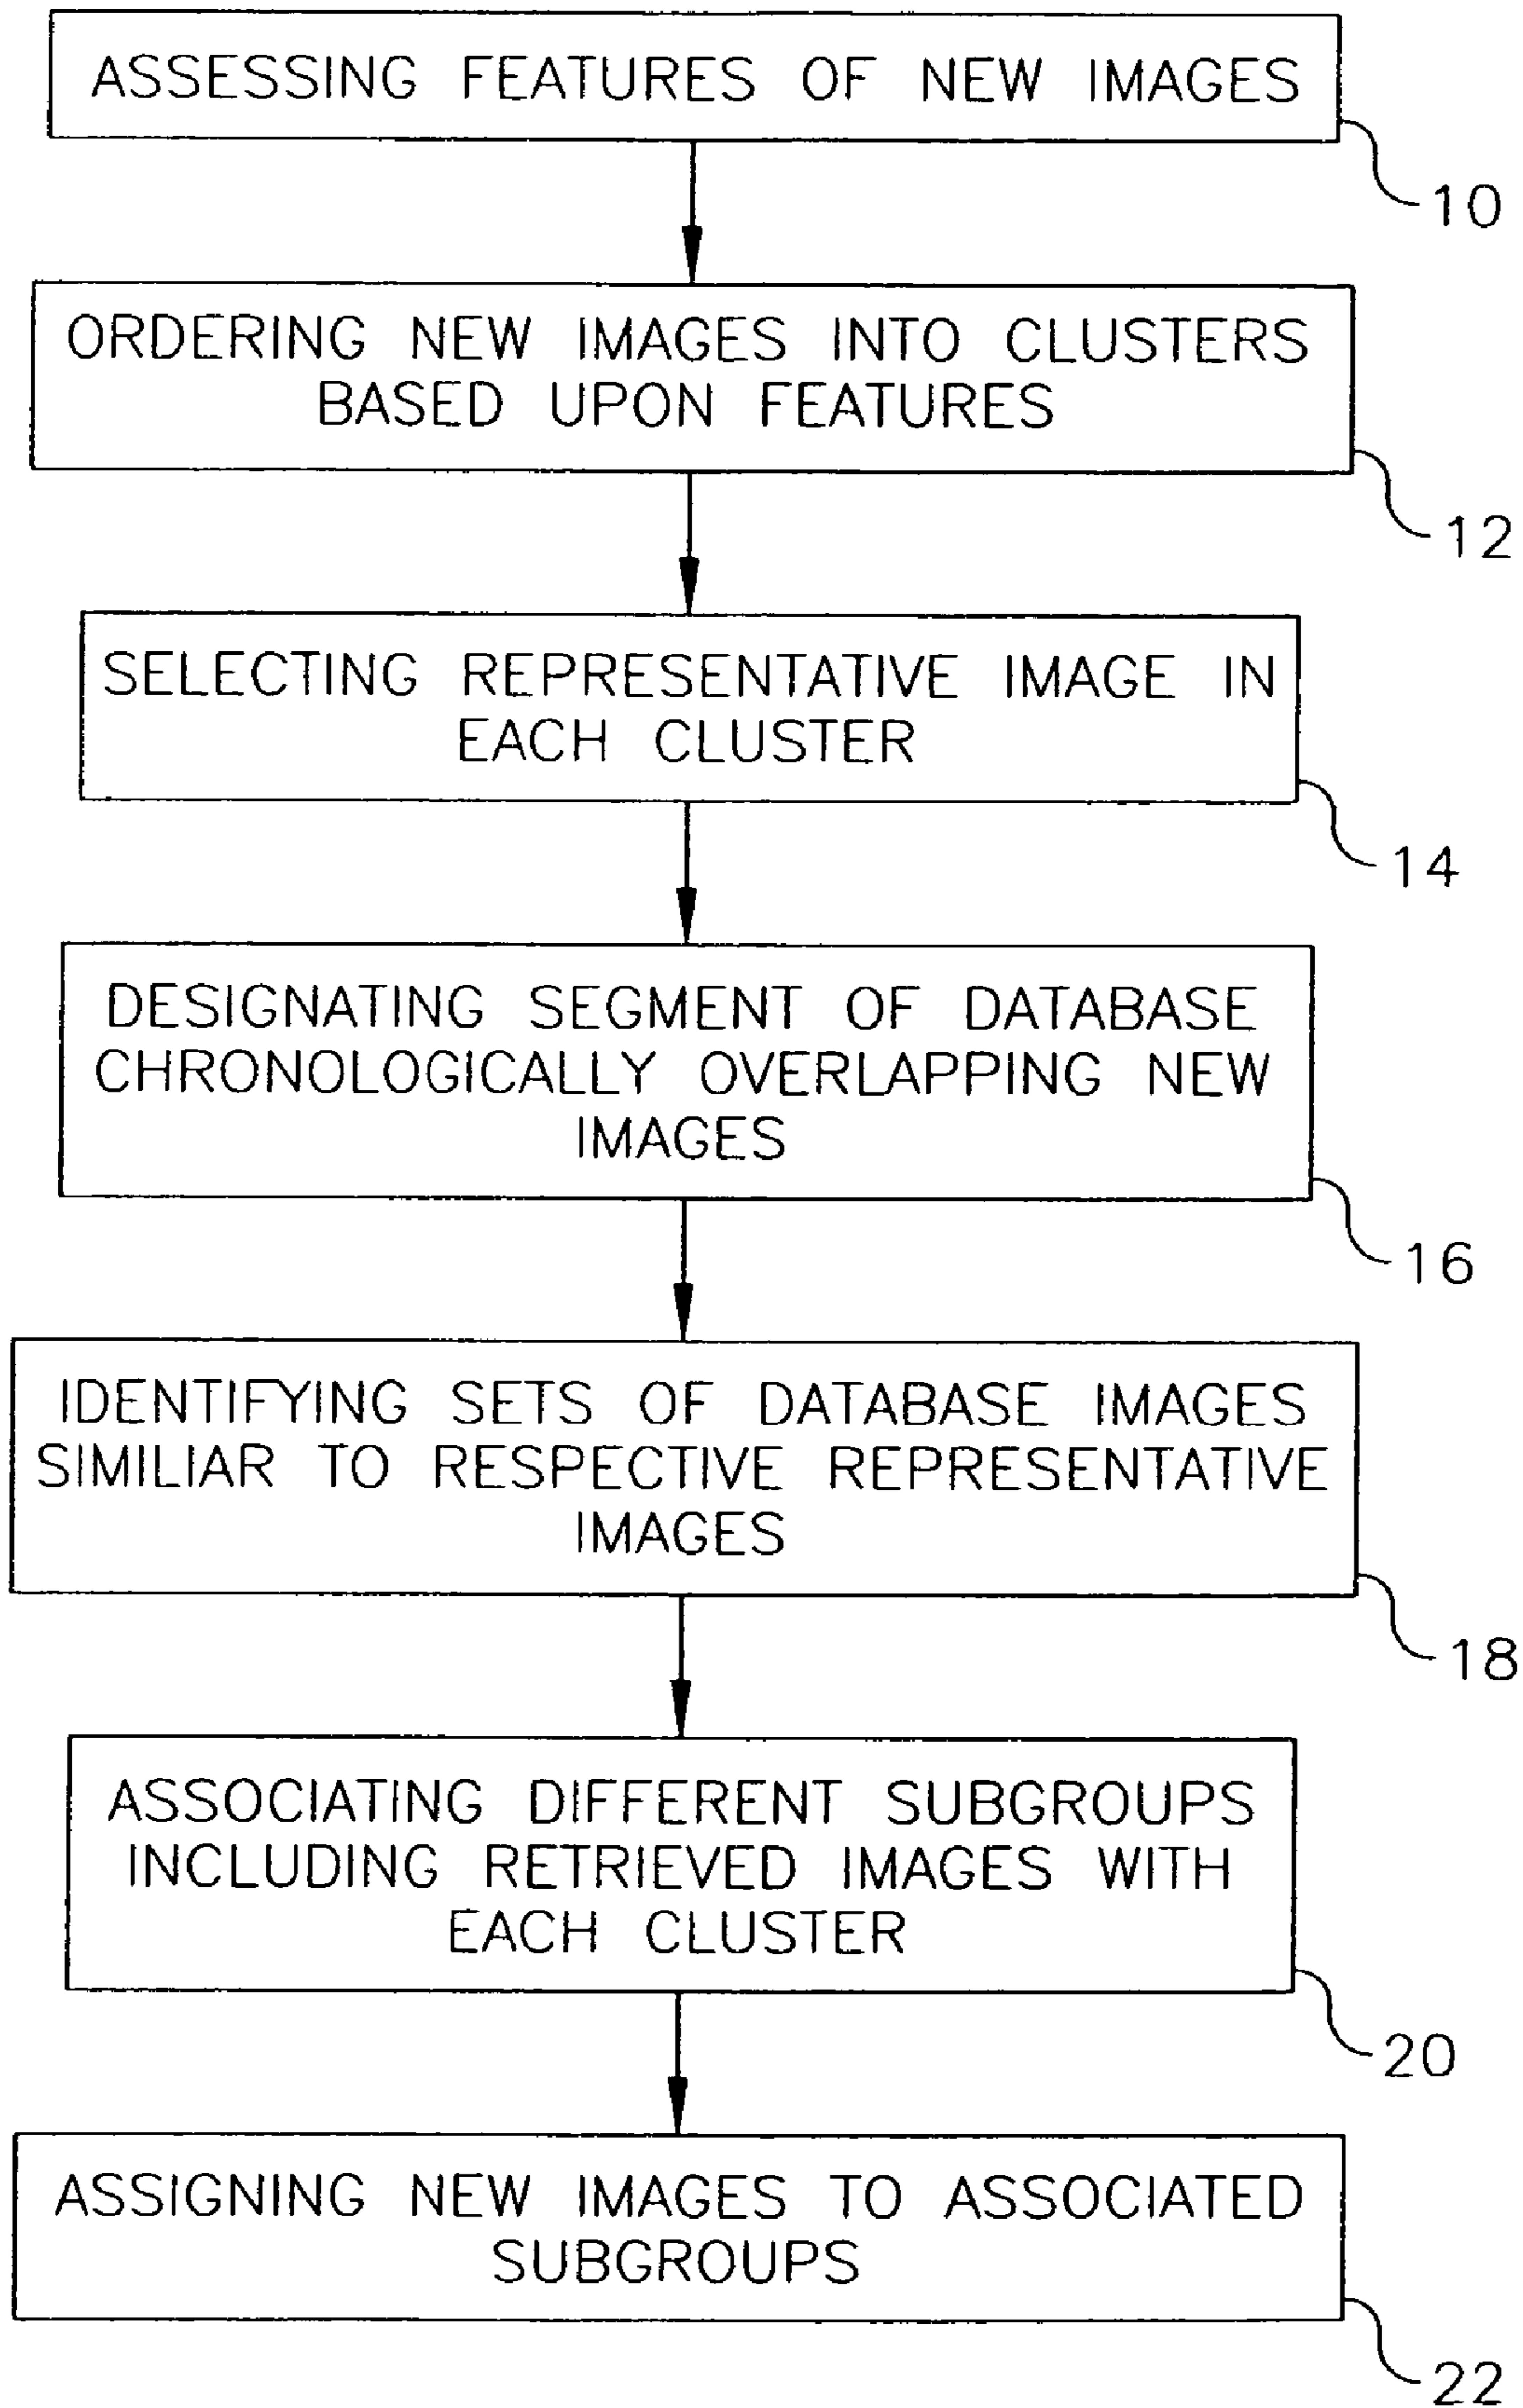 ASSESSING FEATURES OF NEW IMAGES
10
ORDERING NEW IMAGES INTO CLUSTERS
BASED UPON FEATURES
12
SELECTING REPRESENTATIVE IMAGE IN
EACH CLUSTER
14
DESIGNATING SEGMENT OF DATABASE
CHRONOLOGICALLY OVERLAPPING NEW
IMAGES
16
IDENTIFYING SETS OF DATABASE IMAGES
SIMILIAR TO RESPECTIVE REPRESENTATIVE
IMAGES
18
ASSOCIATING DIFFERENT SUBGROUPS
INCLUDING RETRIEVED IMAGES WITH
EACH CLUSTER
20
ASSIGNING NEW IMAGES TO ASSOCIATED
SUBGROUPS
22